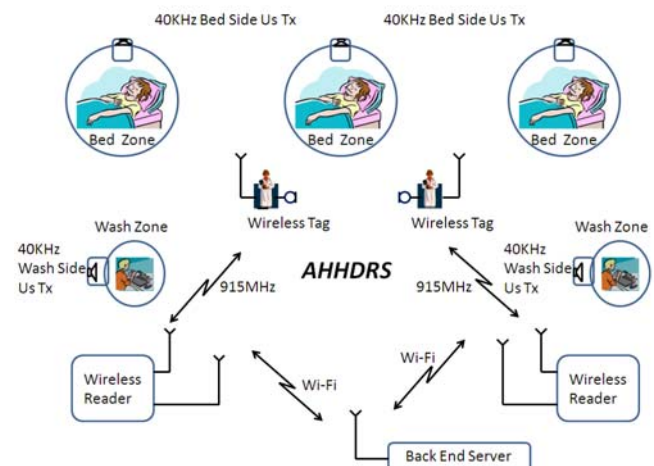 40KHz Bed Side Us Tx
40KHz Bed Side Us Tx
Bed Zone
Bed Zone
Bed Zone
Wireless Tag
Wireless Tag
Wash Zone
Wash Zone
40KHz
Wash Side
Us Tx
AHHDRS
40KHz
Wash Side
Us Tx
915MHz
915MHz
Wireless
Reader
Wi-Fi
Wi-Fi
Wireless
Reader
Back End Server